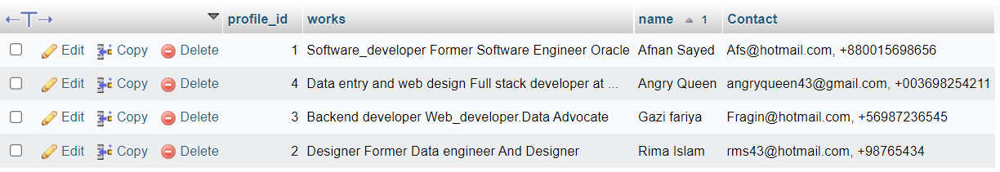 profile_id works name 1 Contact
Edit Copy Delete 1 Software_developer Former Software Engineer Oracle Afnan Sayed Afs@hotmail.com, +880015698656
Edit Copy Delete 4 Data entry and web design Full stack developer at ... Angry Queen angryqueen43@gmail.com, +003698254211
Edit Copy Delete 3 Backend developer Web_developer.Data Advocate Gazi fariya Fragin@hotmail.com, +56987236545
Edit Copy Delete 2 Designer Former Data engineer And Designer Rima Islam rms43@hotmail.com, +98765434